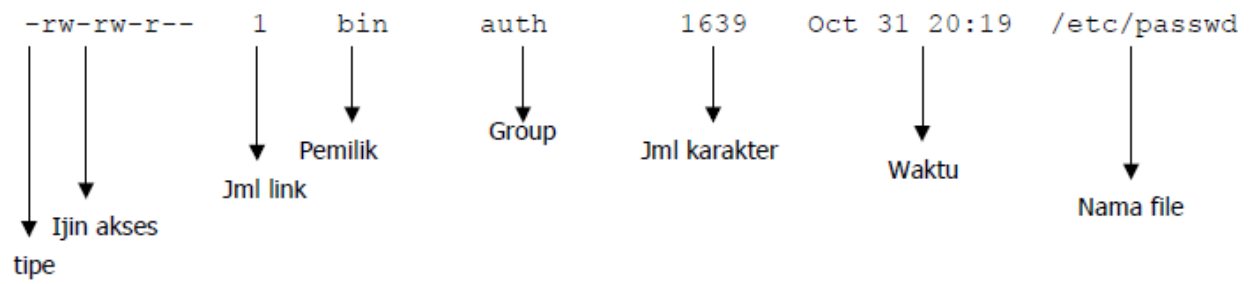 -rw-rw-r-- 1 bin auth 1639 Oct 31 20:19 /etc/passwd
Group
Pemilik
Jml karakter
Waktu
Jml link
Nama file
Ijin akses
tipe